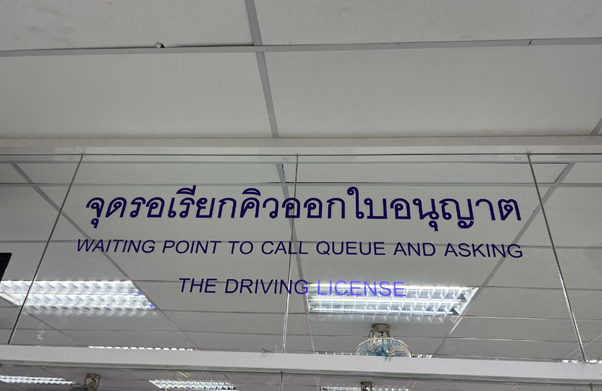 จุดรอเรียกคิวออกใบอนุญาต
WAITING POINT TO CALL QUEUE AND ASKING
THE DRIVING LICENSE